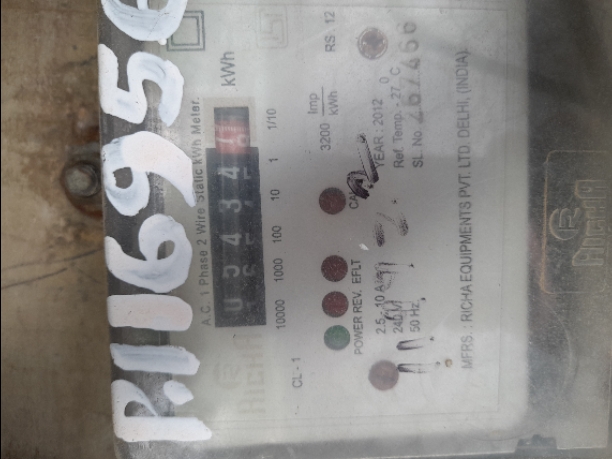 P.11695
A.C. 1 Phase 2 Wire Static kWh Meter.
kWh
10000 1000 100 10 1 1/10
CL - 1
3200 Imp/kWh
RS 12
POWER REV. EFLT CAL
2.5 - 10 A
240 V
50 Hz
YEAR : 2012
Ref. Temp. - 27 °C
SL No.
MFRS. : RICHA EQUIPMENTS PVT. LTD. DELHI, (INDIA)
RICHA